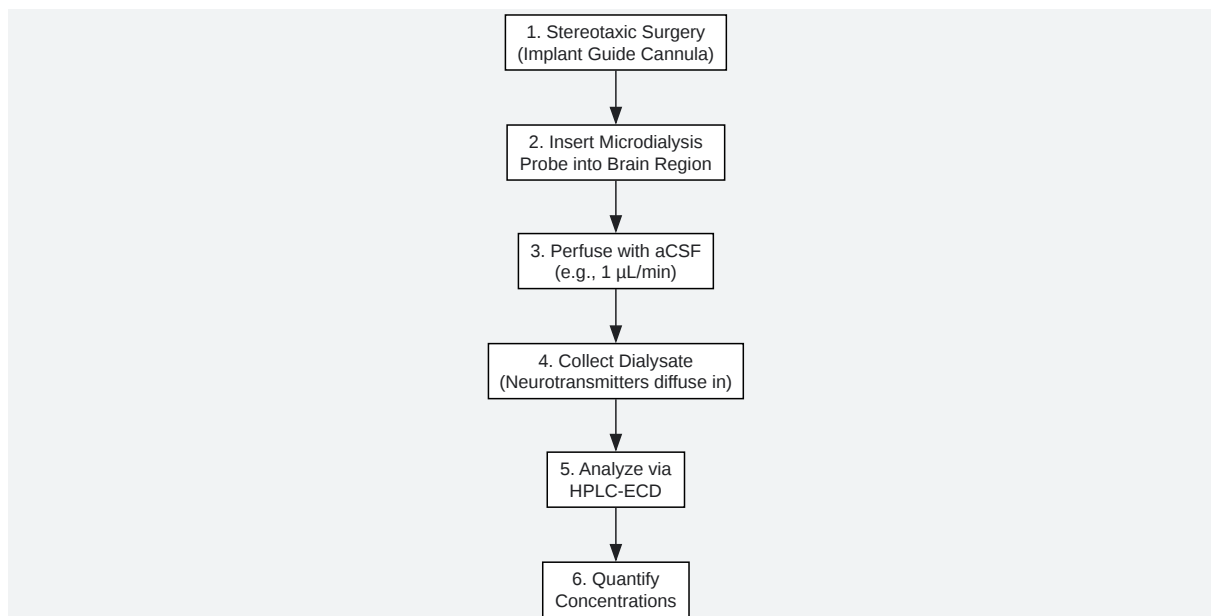 1. Stereotaxic Surgery
(Implant Guide Cannula)
2. Insert Microdialysis
Probe into Brain Region
3. Perfuse with aCSF
(e.g., 1 µL/min)
4. Collect Dialysate
(Neurotransmitters diffuse in)
5. Analyze via
HPLC-ECD
6. Quantify
Concentrations